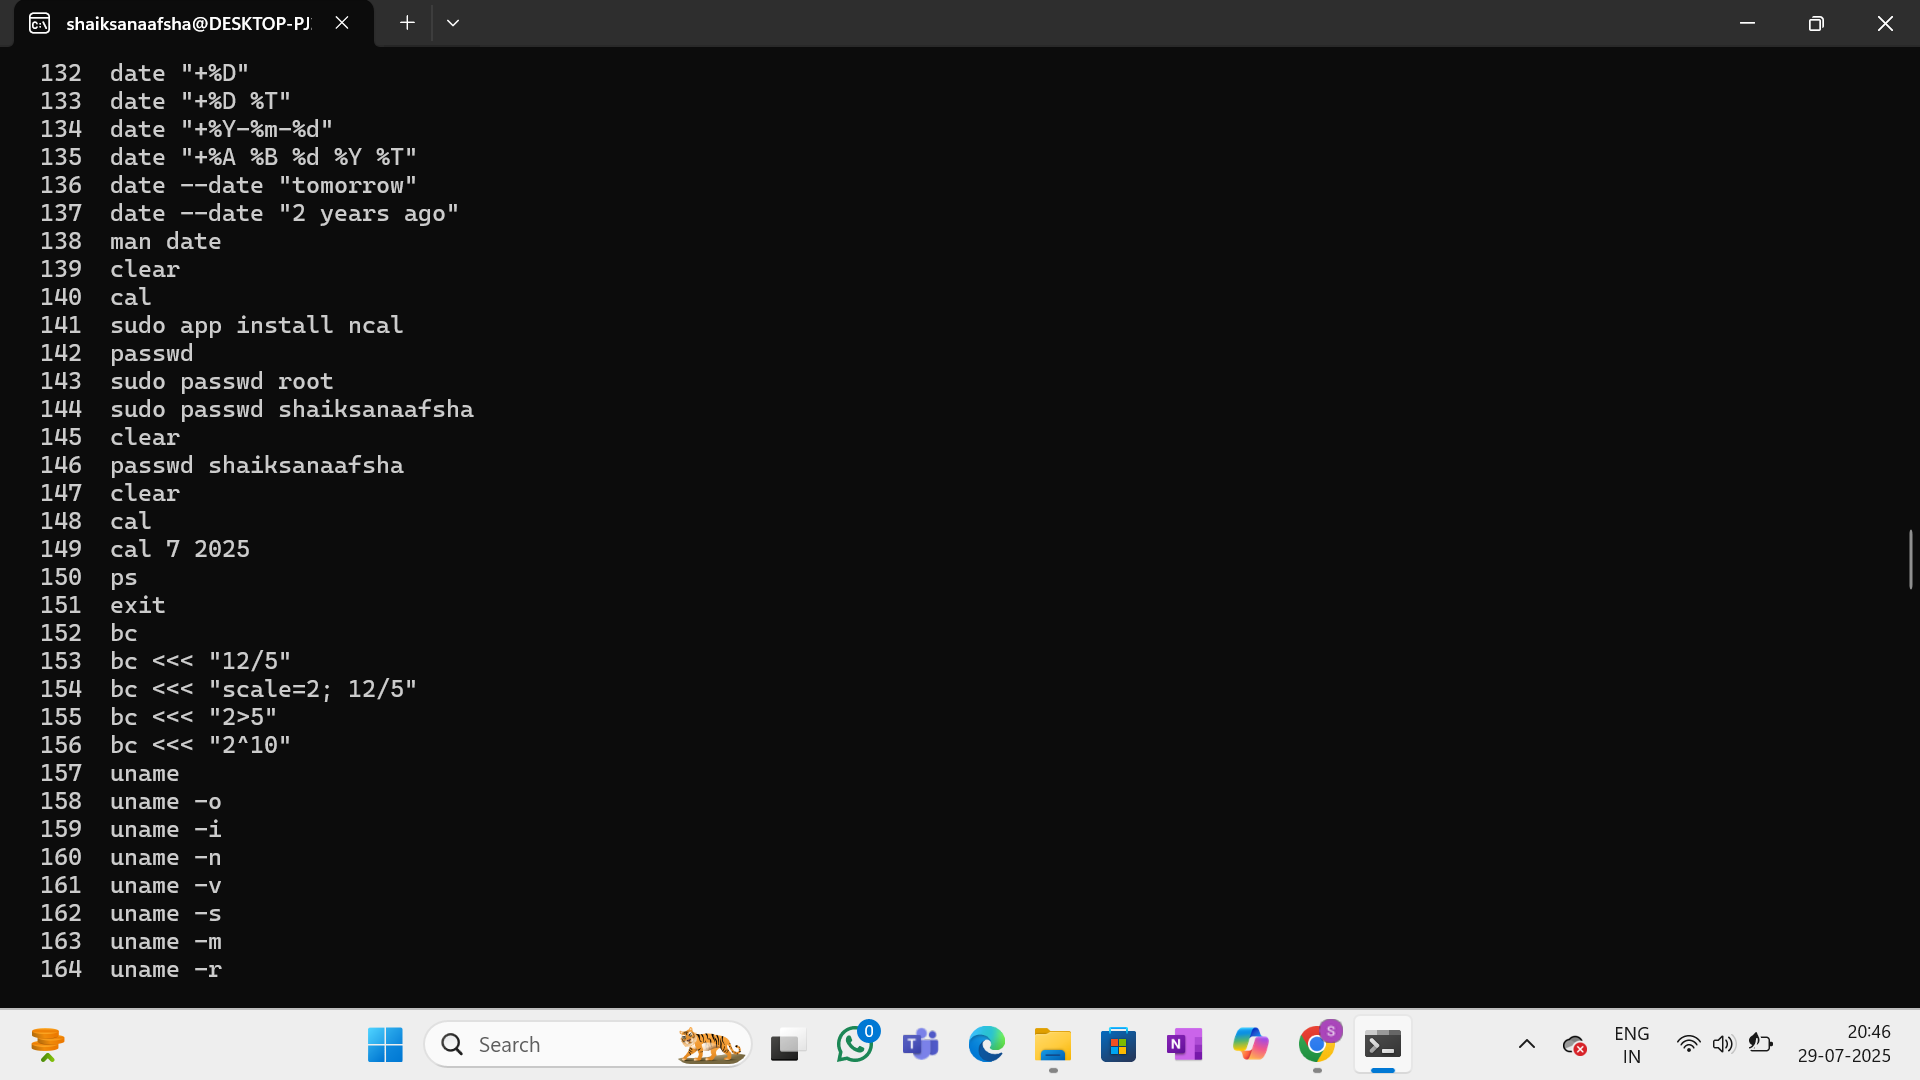 shaiksanaafsha@DESKTOP-PJ
132 date "+%D"
133 date "+%D %T"
134 date "+%Y-%m-%d"
135 date "+%A %B %d %Y %T"
136 date --date "tomorrow"
137 date --date "2 years ago"
138 man date
139 clear
140 cal
141 sudo app install ncal
142 passwd
143 sudo passwd root
144 sudo passwd shaiksanaafsha
145 clear
146 passwd shaiksanaafsha
147 clear
148 cal
149 cal 7 2025
150 ps
151 exit
152 bc
153 bc <<< "12/5"
154 bc <<< "scale=2; 12/5"
155 bc <<< "2>5"
156 bc <<< "2^10"
157 uname
158 uname -o
159 uname -i
160 uname -n
161 uname -v
162 uname -s
163 uname -m
164 uname -r
Search
0
S
ENG
IN
20:46
29-07-2025